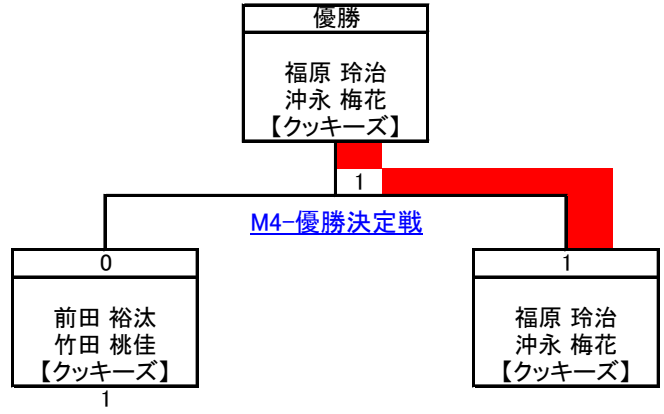 優勝
福原 玲治
沖永 梅花
【クッキーズ】
1
M4-優勝決定戦
0
前田 裕汰
竹田 桃佳
【クッキーズ】
1
1
福原 玲治
沖永 梅花
【クッキーズ】